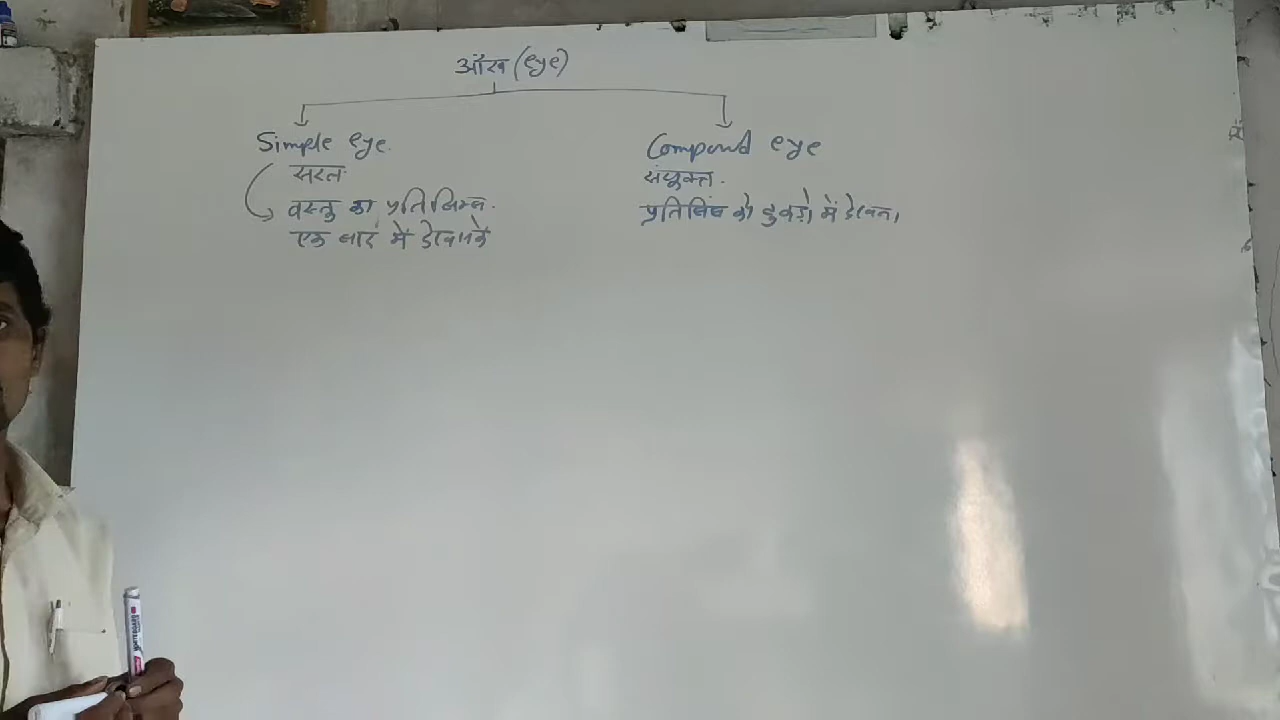 आँख (eye)
Simple eye.
सरल
वस्तु का प्रतिबिम्ब.
एक बार में देखने
Compound eye
संयुक्त.
प्रतिबिंब को टुकड़ो में देखना